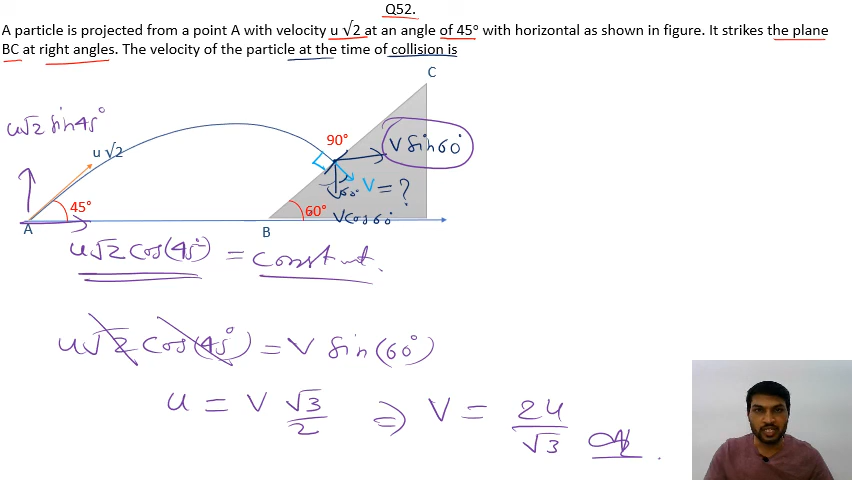 Q52.
A particle is projected from a point A with velocity u √2 at an angle of 45° with horizontal as shown in figure. It strikes the plane
BC at right angles. The velocity of the particle at the time of collision is
C
u√2 sin45°
90°
V Sin60°
u √2
60°
V = ?
45°
60°
Vcos60°
A
B
u√2 cos(45°) = constant.
u√2 cos(45°) = V Sin(60°)
u = V √3/2 ⇒ V = 2u/√3